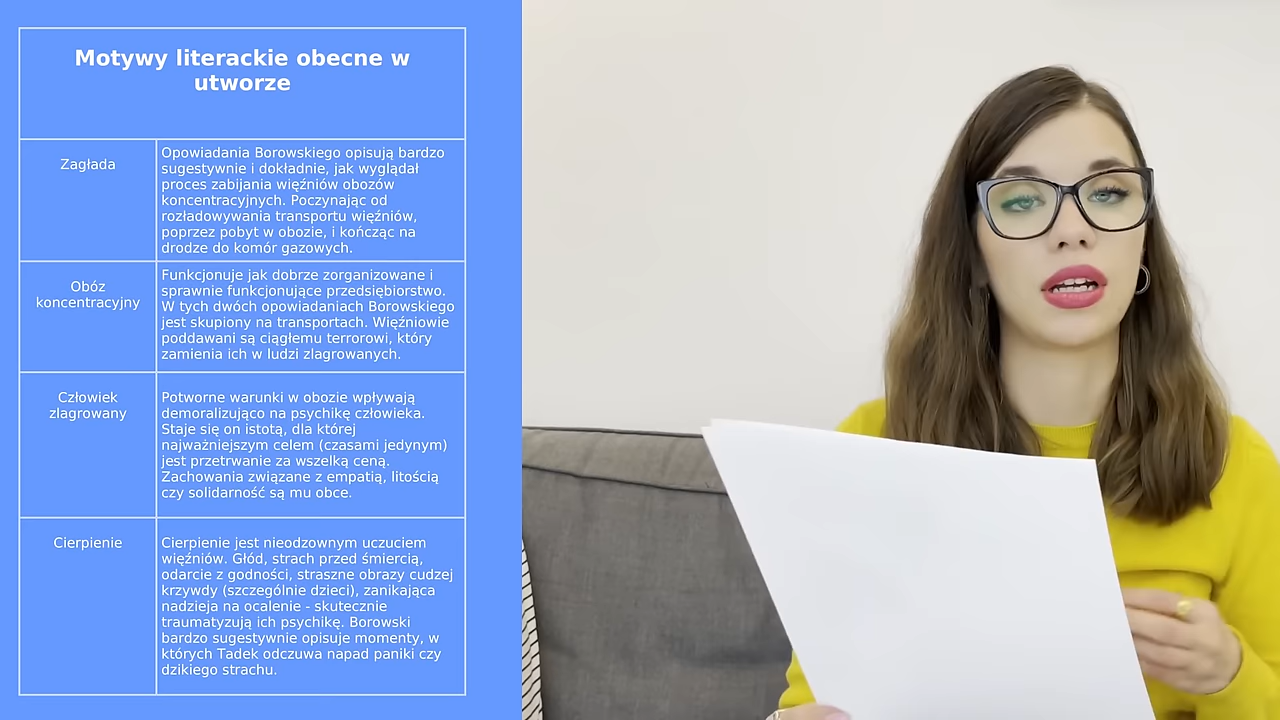 Motywy literackie obecne w
utworze
Zagłada
Opowiadania Borowskiego opisują bardzo
sugestywnie i dokładnie, jak wyglądał
proces zabijania więźniów obozów
koncentracyjnych. Poczynając od
rozładowywania transportu więźniów,
poprzez pobyt w obozie, i kończąc na
drodze do komór gazowych.
Obóz
koncentracyjny
Funkcjonuje jak dobrze zorganizowane i
sprawnie funkcjonujące przedsiębiorstwo.
W tych dwóch opowiadaniach Borowskiego
jest skupiony na transportach. Więźniowie
poddawani są ciągłemu terrorowi, który
zamienia ich w ludzi zlagrowanych.
Człowiek
zlagrowany
Potworne warunki w obozie wpływają
demoralizująco na psychikę człowieka.
Staje się on istotą, dla której
najważniejszym celem (czasami jedynym)
jest przetrwanie za wszelką ceną.
Zachowania związane z empatią, litością
czy solidarność są mu obce.
Cierpienie
Cierpienie jest nieodzownym uczuciem
więźniów. Głód, strach przed śmiercią,
odarcie z godności, straszne obrazy cudzej
krzywdy (szczególnie dzieci), zanikająca
nadzieja na ocalenie - skutecznie
traumatyzują ich psychikę. Borowski
bardzo sugestywnie opisuje momenty, w
których Tadek odczuwa napad paniki czy
dzikiego strachu.